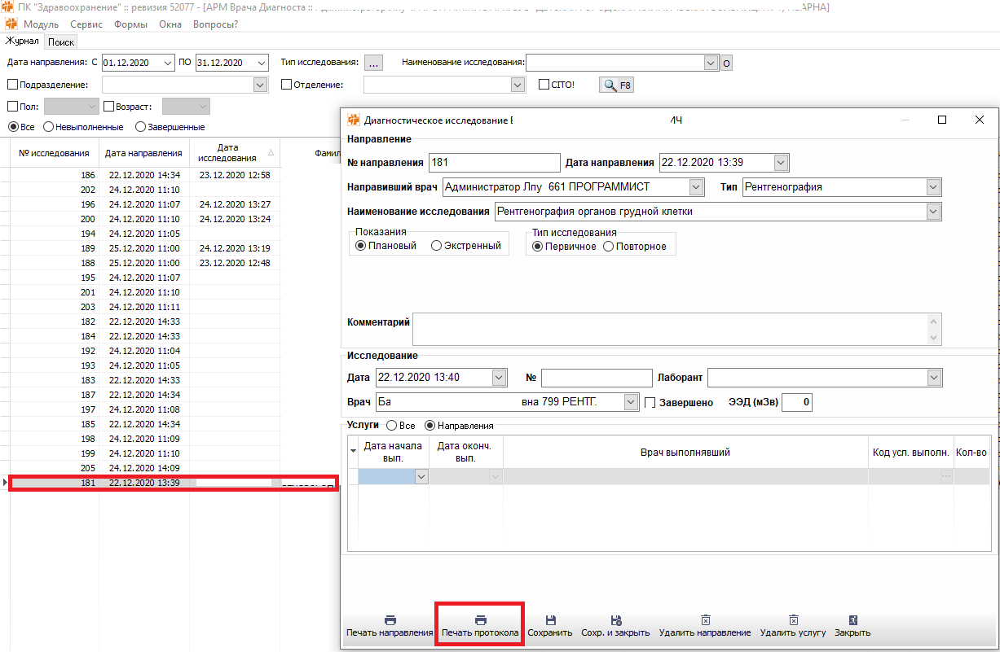 ПК "Здравоохранение" :: ревизия 52077 - [АРМ Врача Диагноста ::
Модуль Сервис Формы Окна Вопросы?
Журнал Поиск
Дата направления: С 01.12.2020 ПО 31.12.2020 Тип исследования: ... Наименование исследования: О
Подразделение: Отделение: CITO! F8
Пол: Возраст:
Все Невыполненные Завершенные
№ исследования Дата направления Дата исследования Фамил
186 22.12.2020 14:34 23.12.2020 12:58
202 24.12.2020 11:10
196 24.12.2020 11:07 24.12.2020 13:27
200 24.12.2020 11:10 24.12.2020 13:24
194 24.12.2020 11:05
189 25.12.2020 11:00 24.12.2020 13:19
188 25.12.2020 11:00 23.12.2020 12:48
195 24.12.2020 11:07
201 24.12.2020 11:10
203 24.12.2020 11:11
182 22.12.2020 14:33
184 22.12.2020 14:33
192 24.12.2020 11:04
193 24.12.2020 11:05
183 22.12.2020 14:33
187 22.12.2020 14:34
197 24.12.2020 11:08
185 22.12.2020 14:34
198 24.12.2020 11:09
199 24.12.2020 11:10
205 24.12.2020 14:09
181 22.12.2020 13:39
Диагностическое исследование ИЧ
Направление
№ направления 181 Дата направления 22.12.2020 13:39
Направивший врач Администратор Лпу 661 ПРОГРАММИСТ Тип Рентгенография
Наименование исследования Рентгенография органов грудной клетки
Показания Тип исследования
Плановый Экстренный Первичное Повторное
Комментарий
Исследование
Дата 22.12.2020 13:40 № Лаборант
Врач Ба вна 799 РЕНТГ. Завершено ЭЭД (мЗв) 0
Услуги Все Направления
Дата начала вып. Дата оконч. вып. Врач выполнявший Код усл. выполн. Кол-во
Печать направления Печать протокола Сохранить Сохр. и закрыть Удалить направление Удалить услугу Закрыть